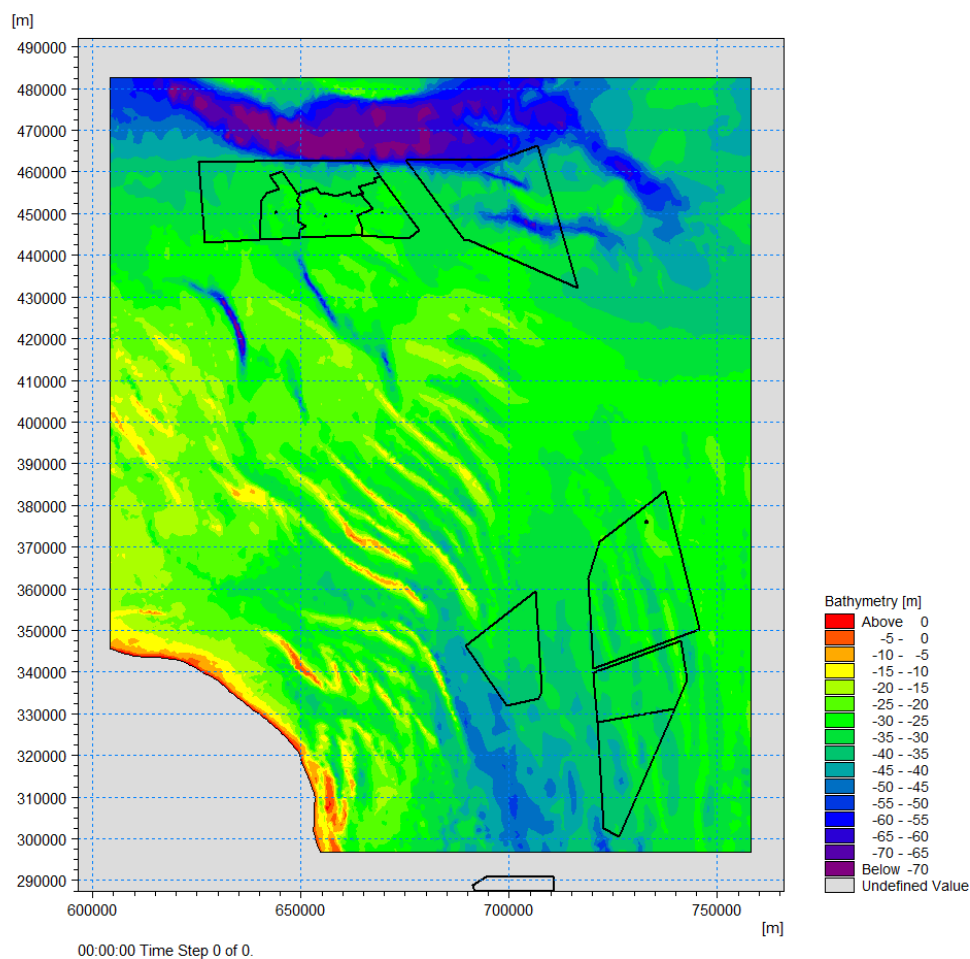 [m]
490000
480000
470000
460000
450000
440000
430000
420000
410000
400000
390000
380000
370000
360000
350000
340000
330000
320000
310000
300000
290000
600000 650000 700000 750000
[m]
00:00:00 Time Step 0 of 0.
Bathymetry [m]
Above 0
-5 - 0
-10 - -5
-15 - -10
-20 - -15
-25 - -20
-30 - -25
-35 - -30
-40 - -35
-45 - -40
-50 - -45
-55 - -50
-60 - -55
-65 - -60
-70 - -65
Below -70
Undefined Value